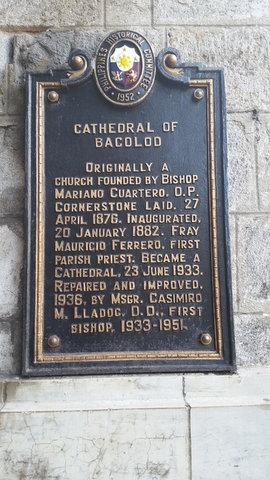 PHILIPPINES HISTORICAL COMMITTEE
1952
CATHEDRAL OF
BACOLOD
ORIGINALLY A
CHURCH FOUNDED BY BISHOP
MARIANO CUARTERO, O.P.
CORNERSTONE LAID, 27
APRIL 1876. INAUGURATED,
20 JANUARY 1882. FRAY
MAURICIO FERRERO, FIRST
PARISH PRIEST. BECAME A
CATHEDRAL, 23 JUNE 1933.
REPAIRED AND IMPROVED,
1936, BY MSGR. CASIMIRO
M. LLADOC, D.D., FIRST
BISHOP, 1933-1951.